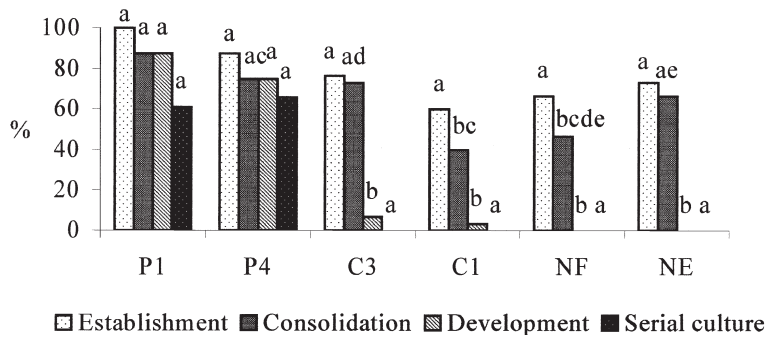 a
100 a a a a
a ac a a ad a a ae
80 a a
60 bc bcde
%
40
20 b a b a b a b a
0
P1 P4 C3 C1 NF NE
Establishment Consolidation Development Serial culture